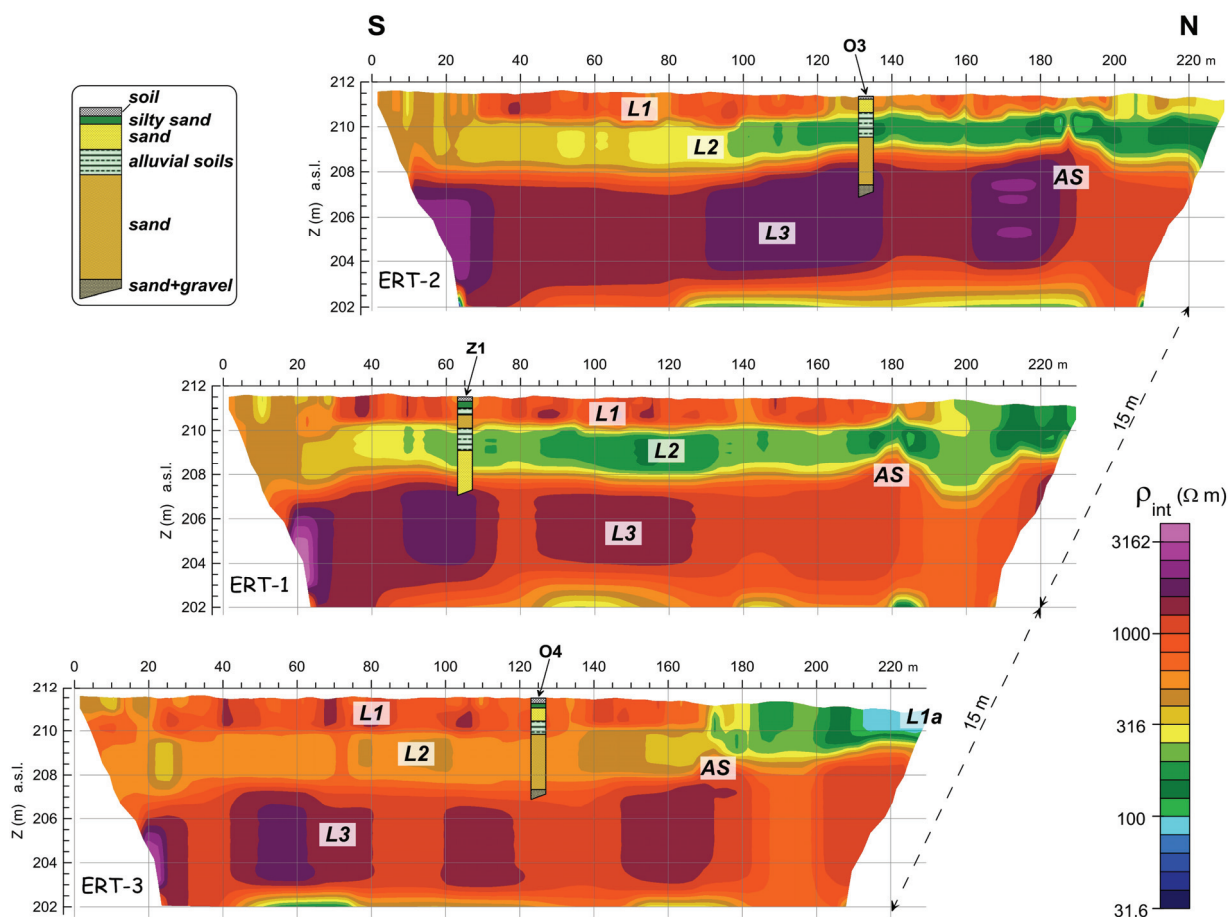 S N
soil
silty sand
sand
alluvial soils
sand
sand+gravel
O3
0 20 40 60 80 100 120 140 160 180 200 220 m
212
210
208
206
204
202
Z (m) a.s.l.
L1
L2
L3
AS
ERT-2
Z1
0 20 40 60 80 100 120 140 160 180 200 220 m
212
210
208
206
204
202
Z (m) a.s.l.
L1
L2
L3
AS
ERT-1
15 m
O4
0 20 40 60 80 100 120 140 160 180 200 220 m
212
210
208
206
204
202
Z (m) a.s.l.
L1
L1a
L2
L3
AS
ERT-3
15 m
ρint (Ω m)
3162
1000
316
100
31.6